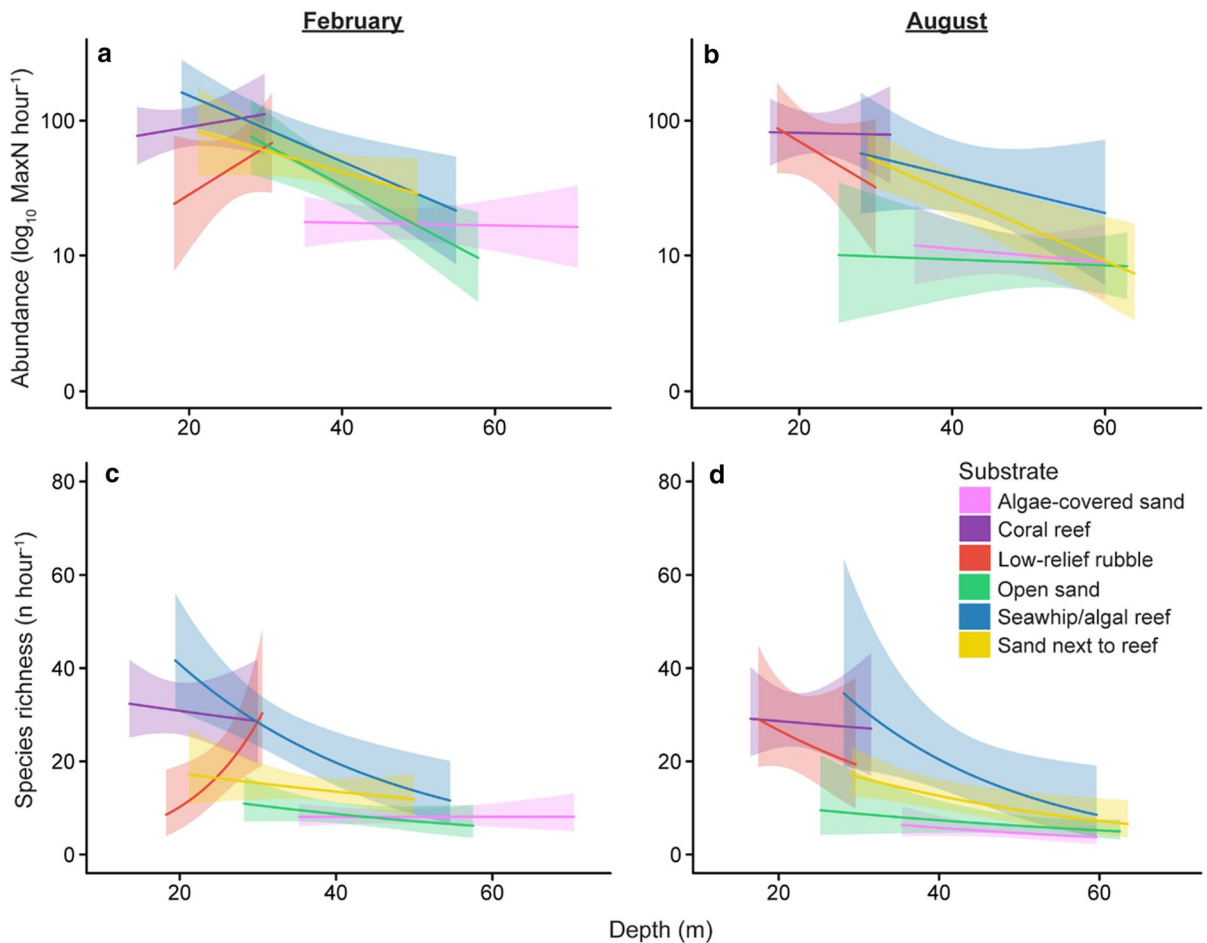 February
August
a
b
Abundance (log₁₀ MaxN hour⁻¹)
100
10
0
20
40
60
100
10
0
20
40
60
c
d
Species richness (n hour⁻¹)
80
60
40
20
0
20
40
60
80
60
40
20
0
20
40
60
Substrate
Algae-covered sand
Coral reef
Low-relief rubble
Open sand
Seawhip/algal reef
Sand next to reef
Depth (m)